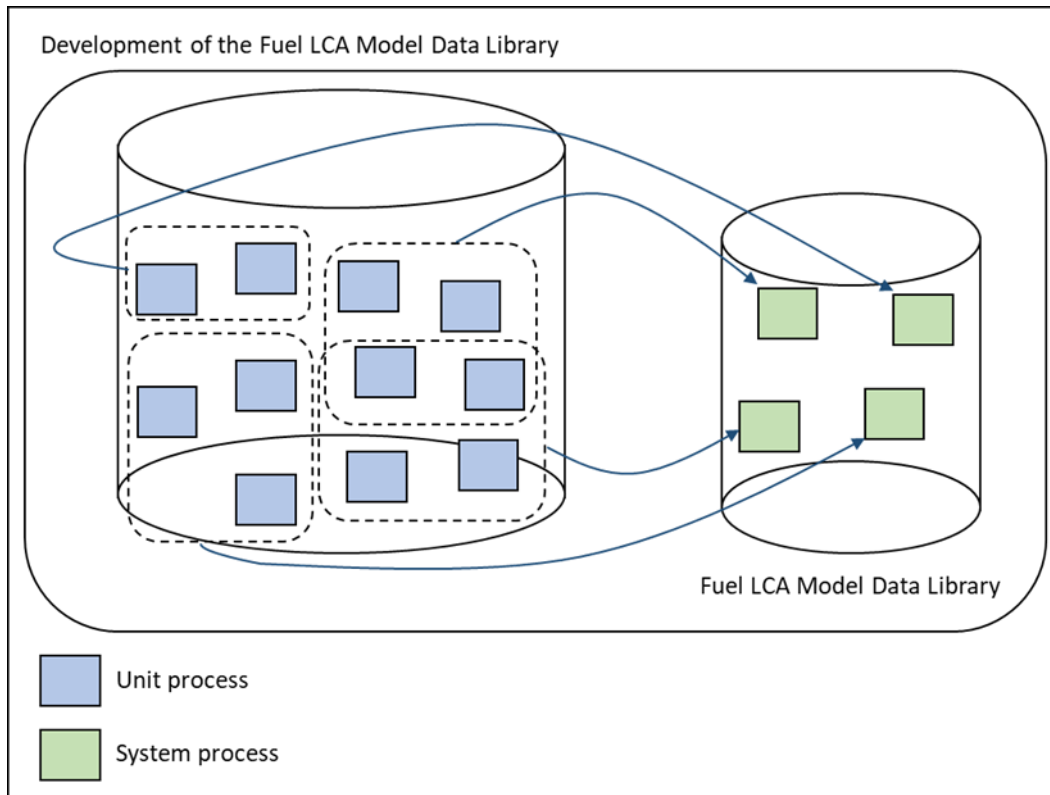 Development of the Fuel LCA Model Data Library
Fuel LCA Model Data Library
Unit process
System process